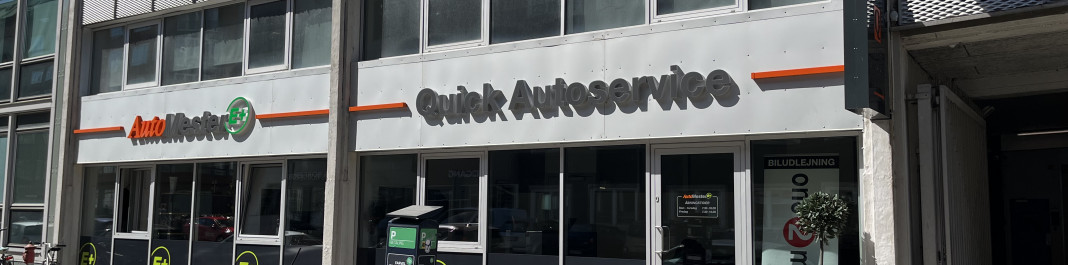 AutoMester E+
Quick Autoservice
BILUDLEJNING
AutoMester
P
E+
E+
E+